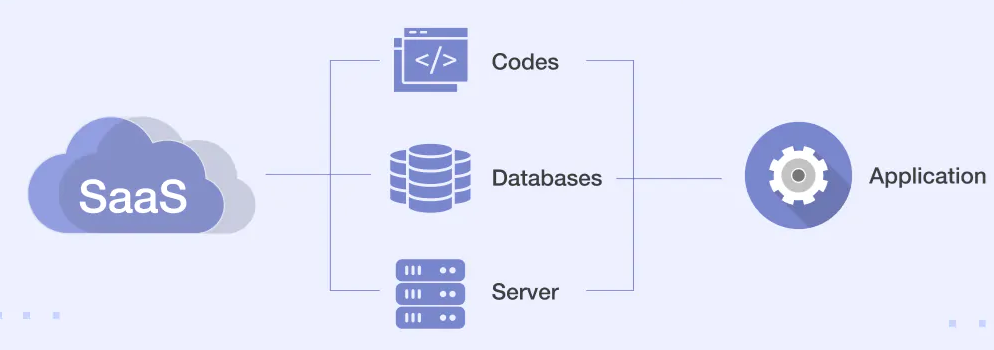 SaaS
</>
Codes
Databases
Server
Application